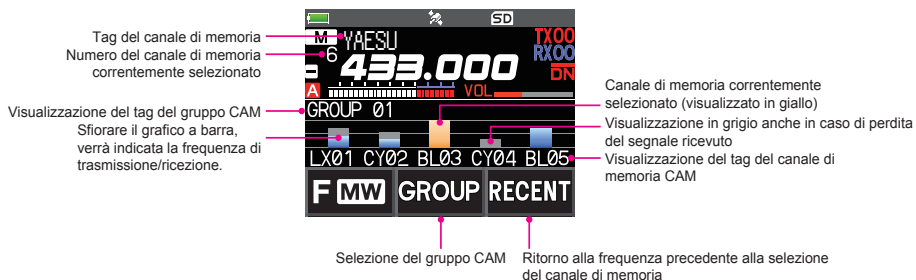 SD
Tag del canale di memoria
Numero del canale di memoria
correntemente selezionato
M YAESU TX00
6 RX00
433.000 DN
A VOL
Visualizzazione del tag del gruppo CAM
GROUP 01
Sfiorare il grafico a barra,
verrà indicata la frequenza di
trasmissione/ricezione.
Canale di memoria correntemente
selezionato (visualizzato in giallo)
Visualizzazione in grigio anche in caso di perdita
del segnale ricevuto
Visualizzazione del tag del canale di
memoria CAM
LX01 CY02 BL03 CY04 BL05
F MW GROUP RECENT
Selezione del gruppo CAM
Ritorno alla frequenza precedente alla selezione
del canale di memoria